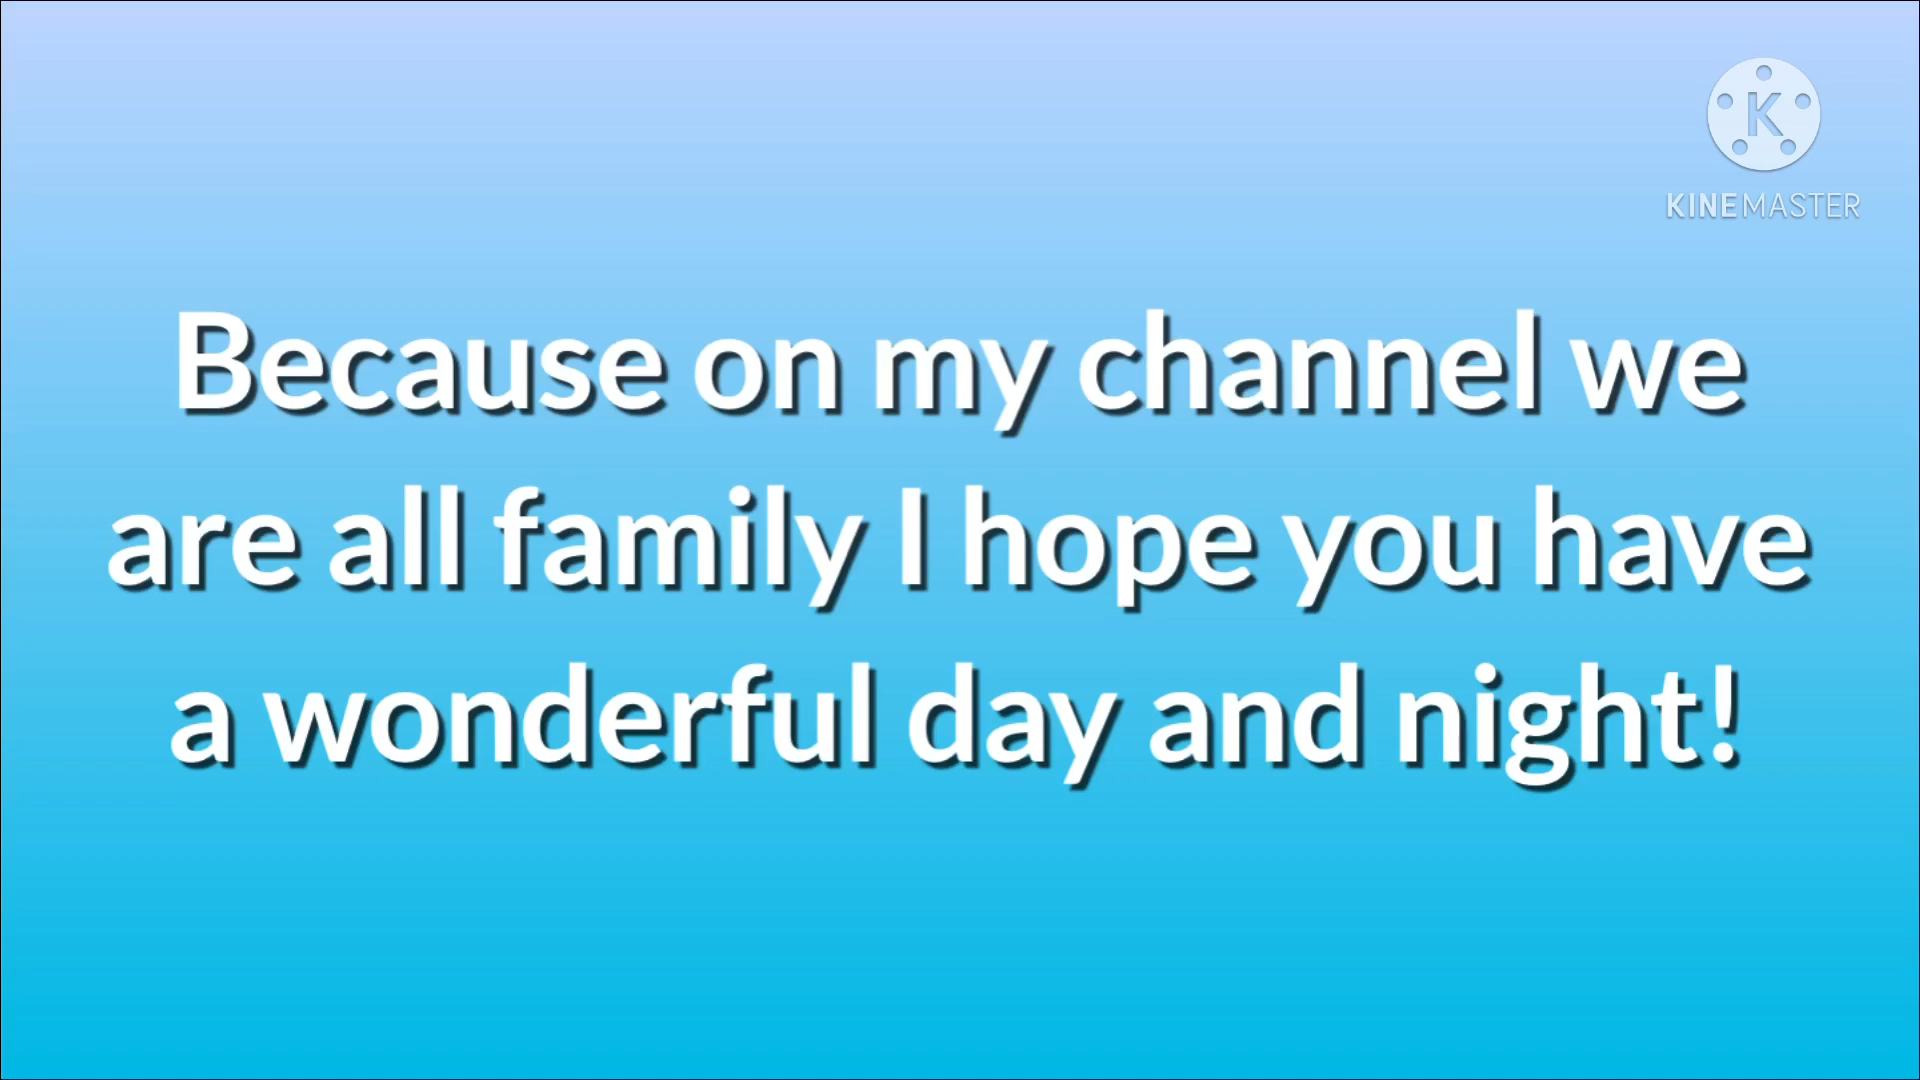 K
KINEMASTER
Because on my channel we
are all family I hope you have
a wonderful day and night!